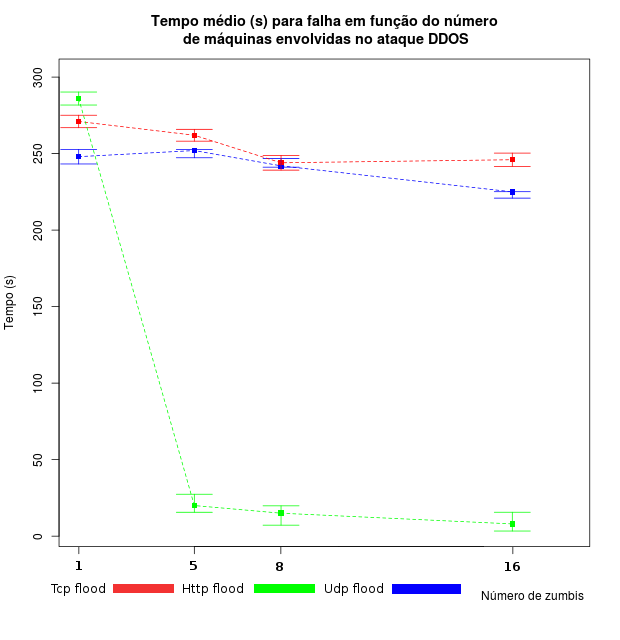 Tempo médio (s) para falha em função do número
de máquinas envolvidas no ataque DDOS
300
250
200
150
100
50
0
Tempo (s)
1 5 8 16
Tcp flood Http flood Udp flood
Número de zumbis